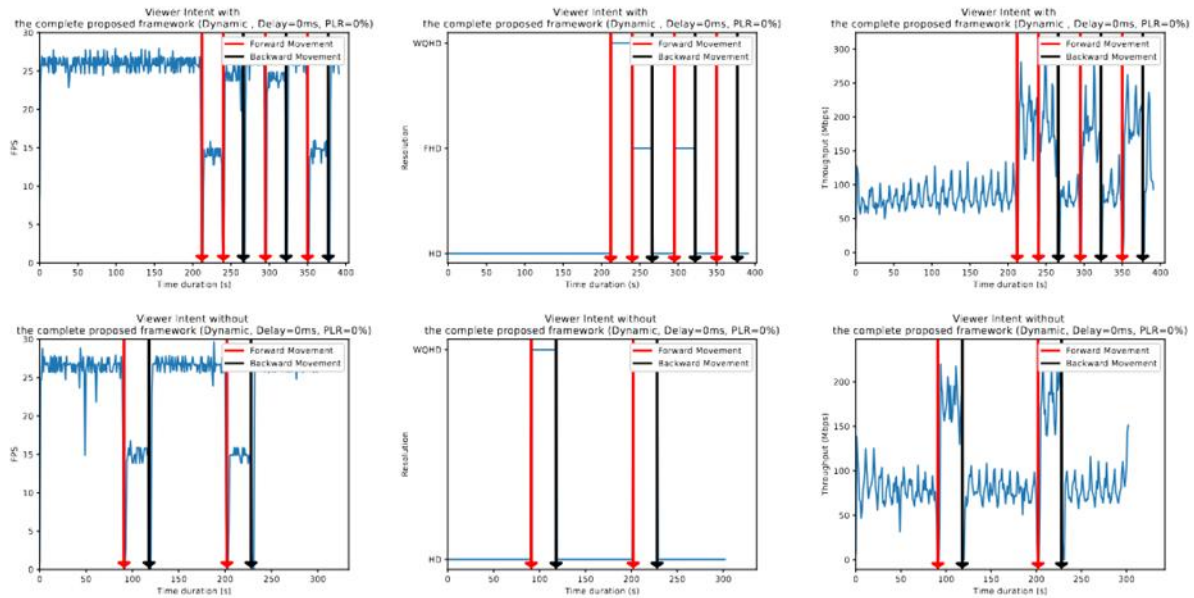 Viewer Intent with
the complete proposed framework (Dynamic , Delay=0ms, PLR=0%)
30
25
20
15
10
5
0
FPS
0 50 100 150 200 250 300 350 400
Time duration (s)
Forward Movement
Backward Movement
Viewer Intent with
the complete proposed framework (Dynamic , Delay=0ms, PLR=0%)
WQHD
FHD
HD
Resolution
0 50 100 150 200 250 300 350 400
Time duration (s)
Forward Movement
Backward Movement
Viewer Intent with
the complete proposed framework (Dynamic , Delay=0ms, PLR=0%)
300
250
200
150
100
50
0
Throughput (Mbps)
0 50 100 150 200 250 300 350 400
Time duration (s)
Forward Movement
Backward Movement
Viewer Intent without
the complete proposed framework (Dynamic, Delay=0ms, PLR=0%)
30
25
20
15
10
5
0
FPS
0 50 100 150 200 250 300
Time duration (s)
Forward Movement
Backward Movement
Viewer Intent without
the complete proposed framework (Dynamic, Delay=0ms, PLR=0%)
WQHD
HD
Resolution
0 50 100 150 200 250 300
Time duration (s)
Forward Movement
Backward Movement
Viewer Intent without
the complete proposed framework (Dynamic, Delay=0ms, PLR=0%)
200
150
100
50
0
Throughput (Mbps)
0 50 100 150 200 250 300
Time duration (s)
Forward Movement
Backward Movement